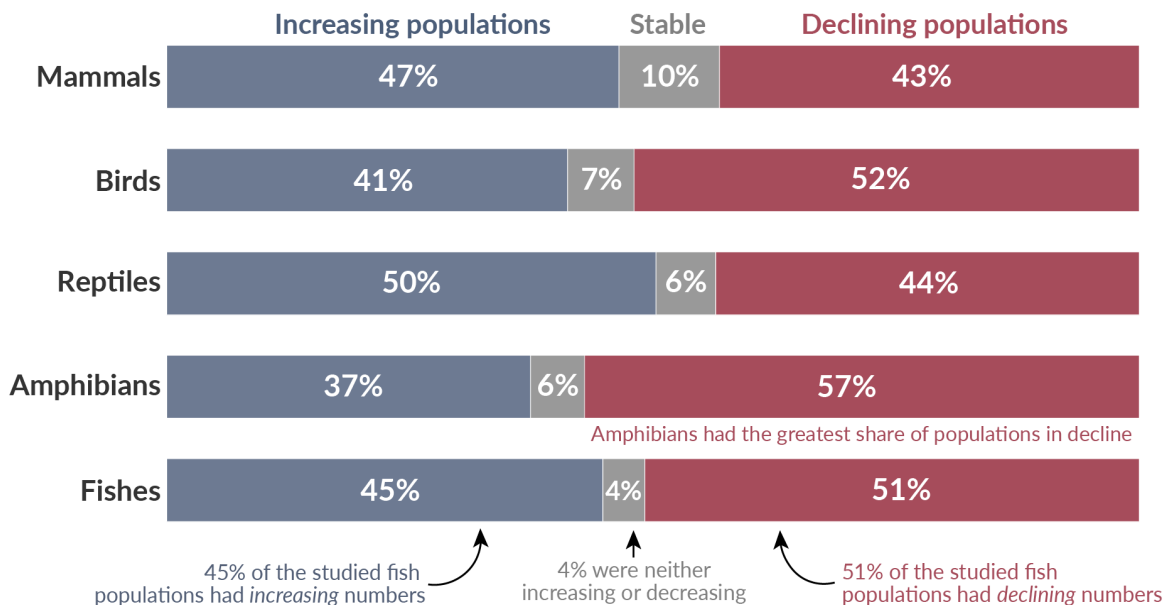 Increasing populations Stable Declining populations
Mammals 47% 10% 43%
Birds 41% 7% 52%
Reptiles 50% 6% 44%
Amphibians 37% 6% 57%
Amphibians had the greatest share of populations in decline
Fishes 45% 4% 51%
45% of the studied fish
populations had increasing numbers
4% were neither
increasing or decreasing
51% of the studied fish
populations had declining numbers